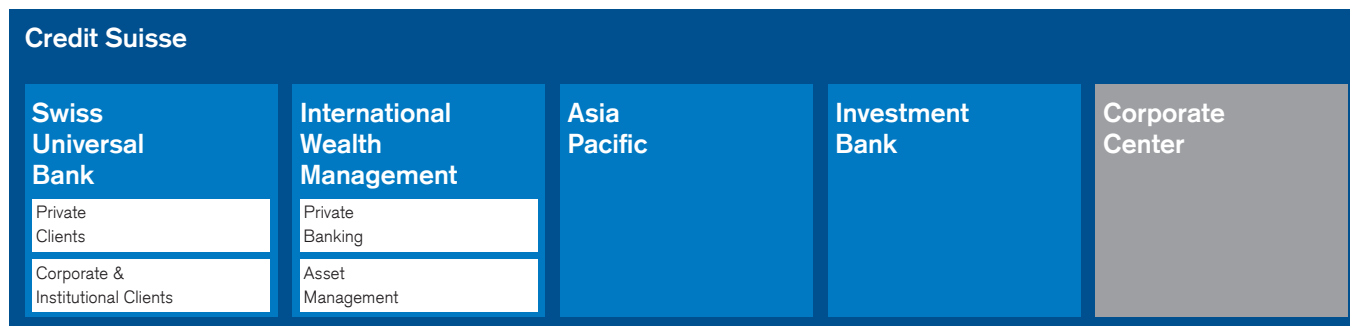 Credit Suisse
Swiss
Universal
Bank
Private
Clients
Corporate &
Institutional Clients
International
Wealth
Management
Private
Banking
Asset
Management
Asia
Pacific
Investment
Bank
Corporate
Center